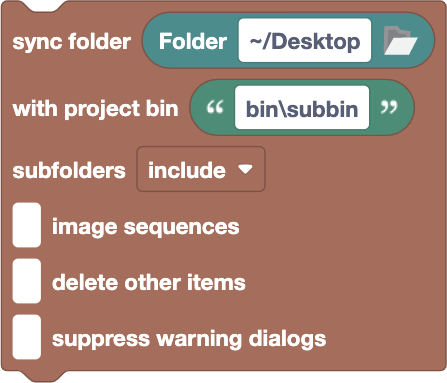 sync folder Folder ~/Desktop
with project bin “ bin\subbin ”
subfolders include
image sequences
delete other items
suppress warning dialogs